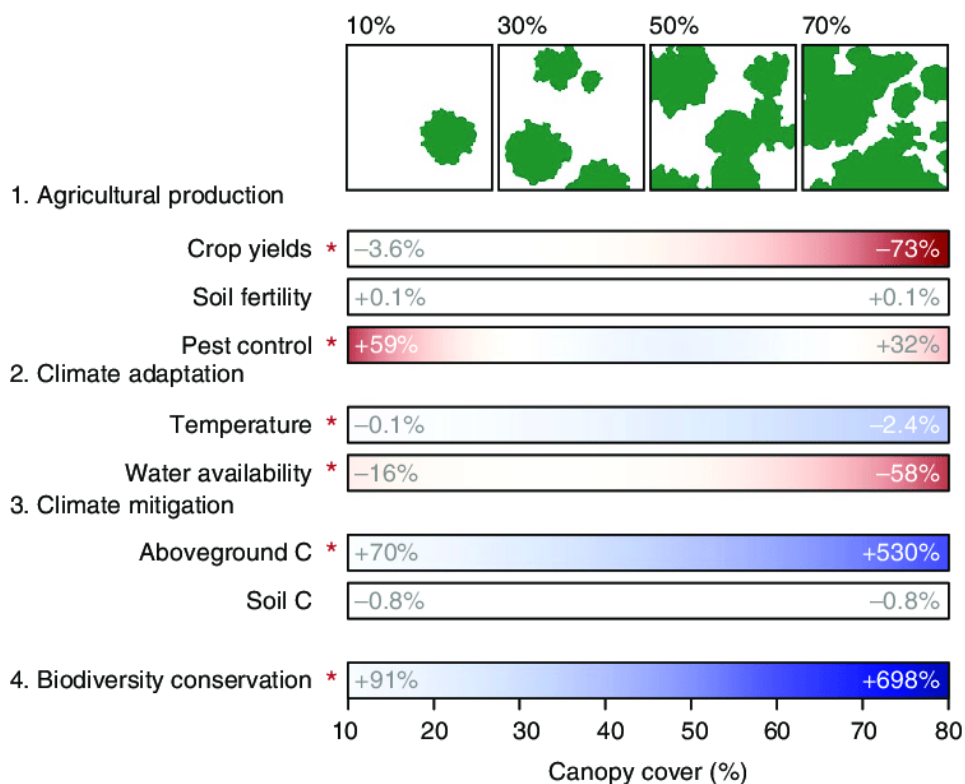 10% 30% 50% 70%
1. Agricultural production
Crop yields * –3.6% –73%
Soil fertility +0.1% +0.1%
Pest control * +59% +32%
2. Climate adaptation
Temperature * –0.1% –2.4%
Water availability * –16% –58%
3. Climate mitigation
Aboveground C * +70% +530%
Soil C –0.8% –0.8%
4. Biodiversity conservation * +91% +698%
10 20 30 40 50 60 70 80
Canopy cover (%)